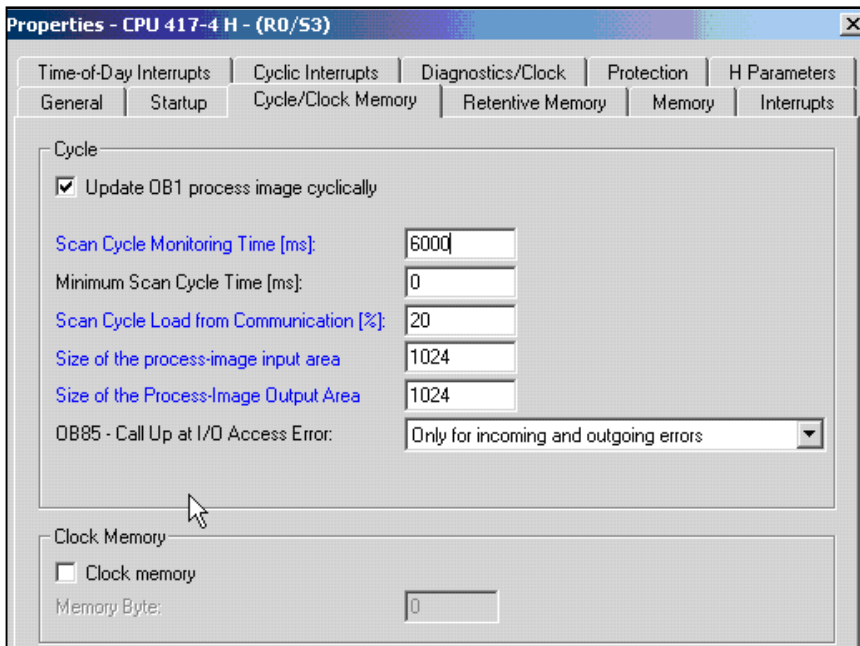 Properties - CPU 417-4 H - (R0/S3)
Time-of-Day Interrupts Cyclic Interrupts Diagnostics/Clock Protection H Parameters
General Startup Cycle/Clock Memory Retentive Memory Memory Interrupts
Cycle
Update OB1 process image cyclically
Scan Cycle Monitoring Time [ms]: 6000
Minimum Scan Cycle Time [ms]: 0
Scan Cycle Load from Communication [%]: 20
Size of the process-image input area 1024
Size of the Process-Image Output Area 1024
OB85 - Call Up at I/O Access Error: Only for incoming and outgoing errors
Clock Memory
Clock memory
Memory Byte: 0